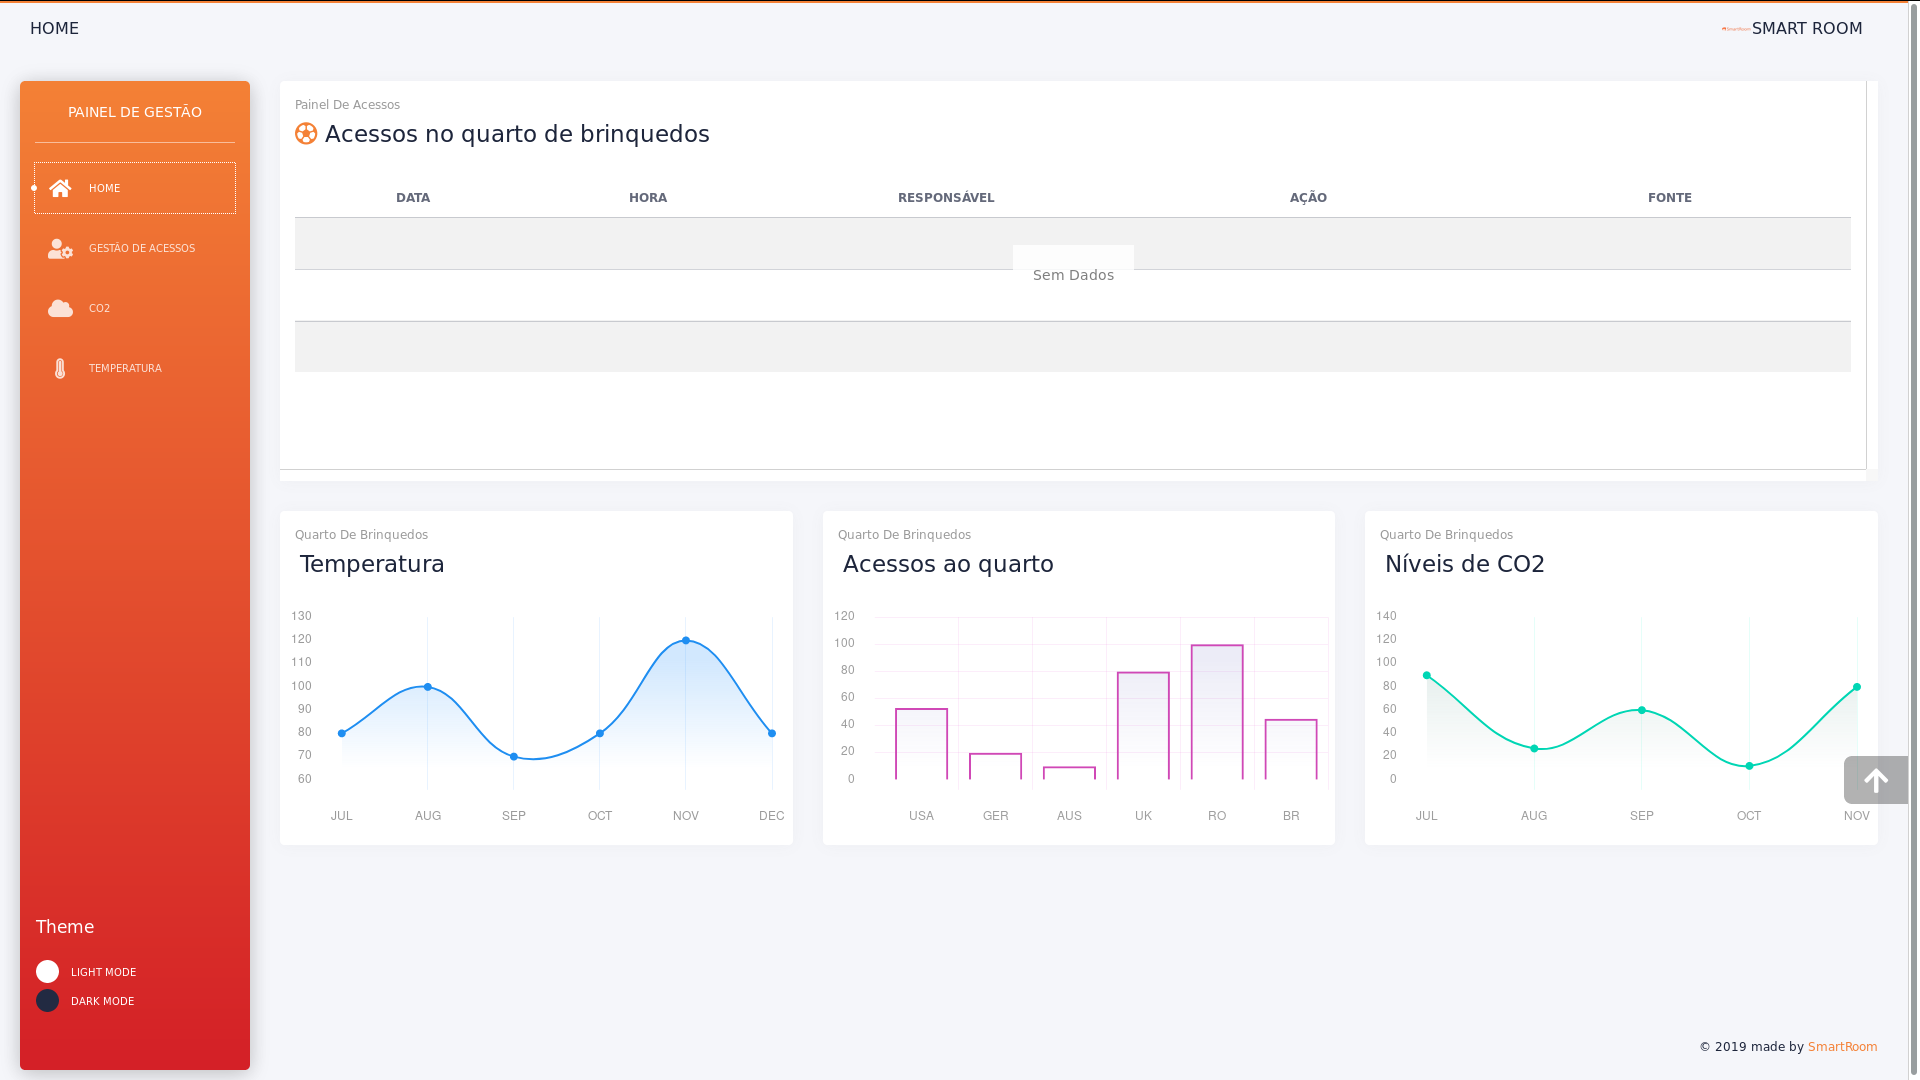 HOME
SMART ROOM
PAINEL DE GESTÃO
HOME
GESTÃO DE ACESSOS
CO2
TEMPERATURA
Theme
LIGHT MODE
DARK MODE
Painel De Acessos
Acessos no quarto de brinquedos
DATA HORA RESPONSÁVEL AÇÃO FONTE
Sem Dados
Quarto De Brinquedos
Temperatura
130
120
110
100
90
80
70
60
JUL AUG SEP OCT NOV DEC
Quarto De Brinquedos
Acessos ao quarto
120
100
80
60
40
20
0
USA GER AUS UK RO BR
Quarto De Brinquedos
Níveis de CO2
140
120
100
80
60
40
20
0
JUL AUG SEP OCT NOV
© 2019 made by SmartRoom